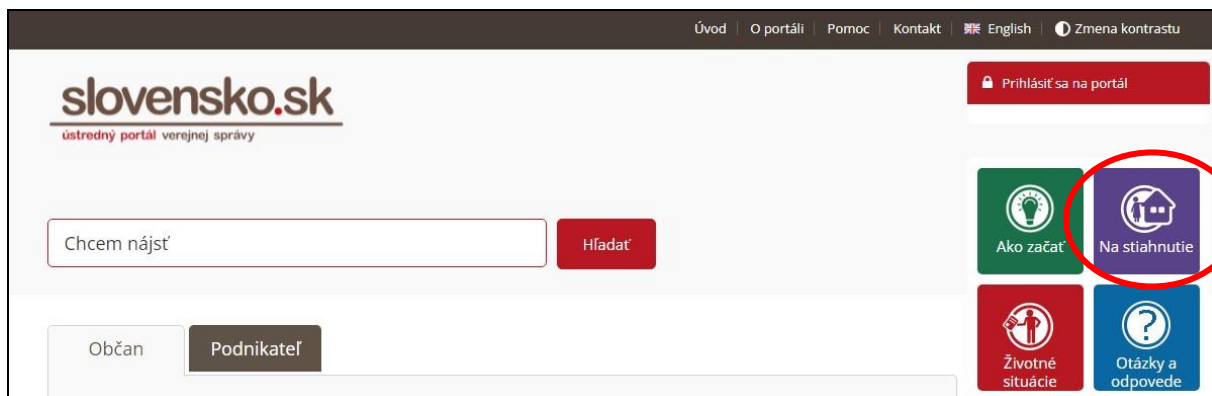 Úvod | O portáli | Pomoc | Kontakt | English | Zmena kontrastu
slovensko.sk
ústredný portál verejnej správy
Prihlásiť sa na portál
Chcem nájsť
Hľadať
Ako začať
Na stiahnutie
Občan
Podnikateľ
Životné
situácie
Otázky a
odpovede